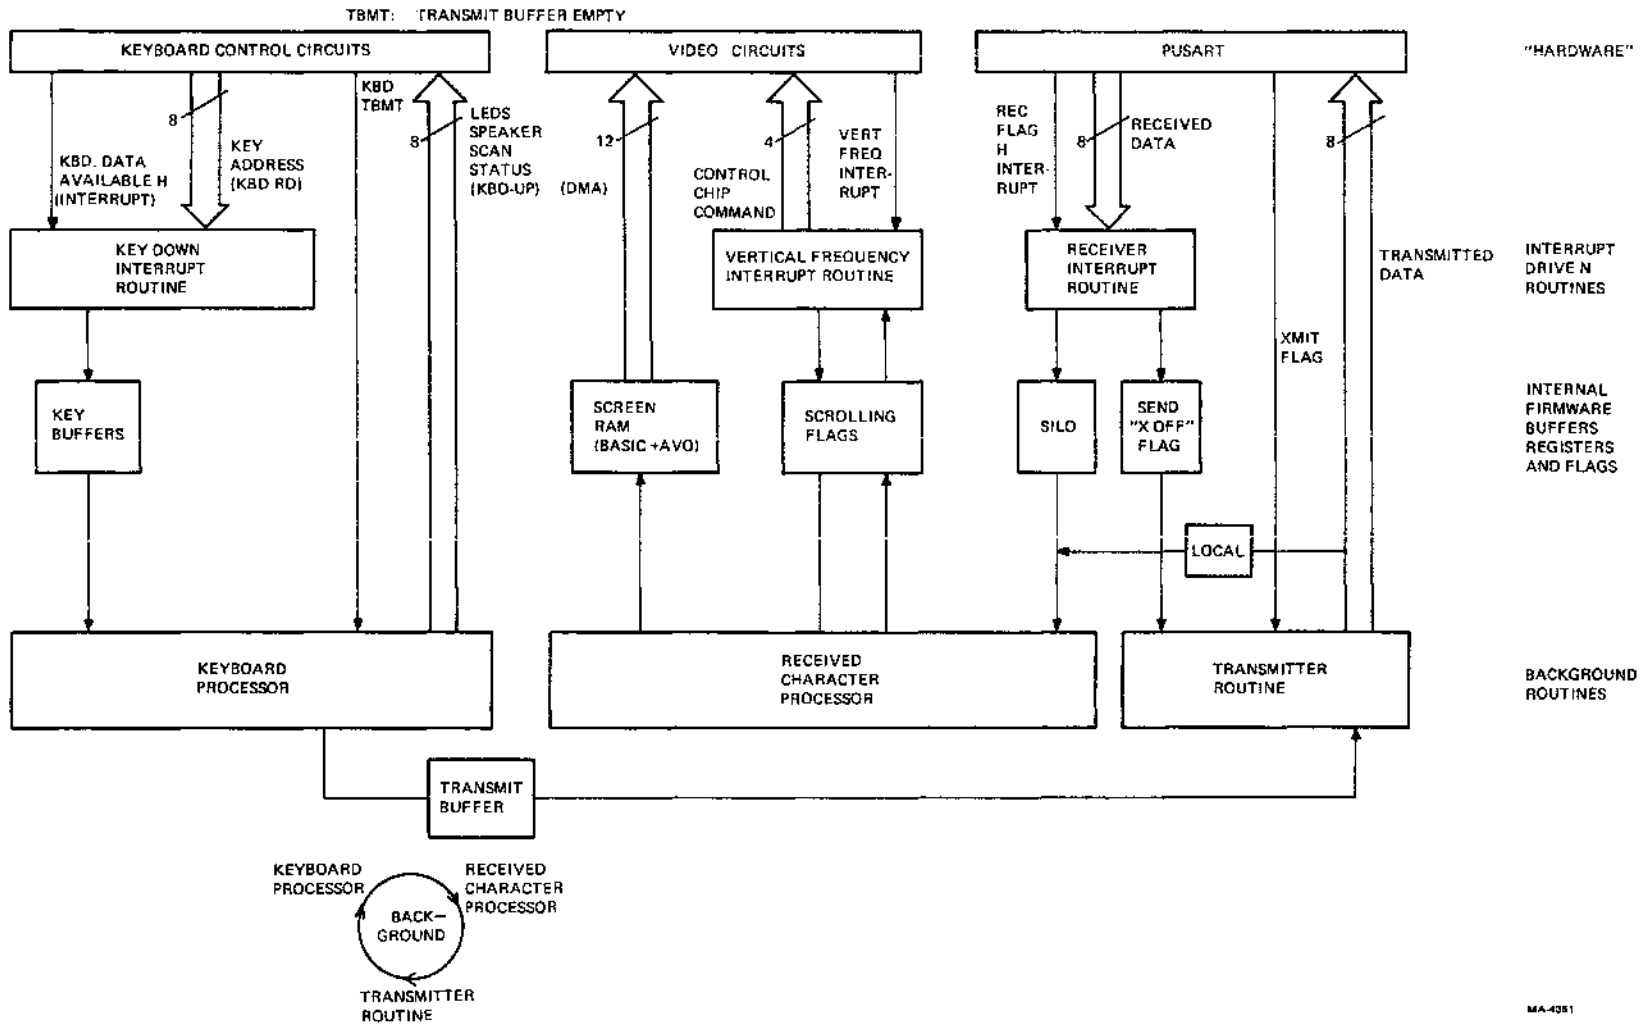 TBMT: TRANSMIT BUFFER EMPTY
KEYBOARD CONTROL CIRCUITS
VIDEO CIRCUITS
PUSART
"HARDWARE"
KBD. DATA
AVAILABLE H
(INTERRUPT)
8
KEY
ADDRESS
(KBD RD)
KBD
TBMT
8
LEDS
SPEAKER
SCAN
STATUS
(KBD-UP)
12
(DMA)
4
CONTROL
CHIP
COMMAND
VERT
FREQ
INTER-
RUPT
REC
FLAG
H
INTER-
RUPT
8
RECEIVED
DATA
8
TRANSMITTED
DATA
KEY DOWN
INTERRUPT
ROUTINE
VERTICAL FREQUENCY
INTERRUPT ROUTINE
RECEIVER
INTERRUPT
ROUTINE
INTERRUPT
DRIVEN
ROUTINES
XMIT
FLAG
KEY
BUFFERS
SCREEN
RAM
(BASIC +AVO)
SCROLLING
FLAGS
SILO
SEND
"X OFF"
FLAG
INTERNAL
FIRMWARE
BUFFERS
REGISTERS
AND FLAGS
LOCAL
KEYBOARD
PROCESSOR
RECEIVED
CHARACTER
PROCESSOR
TRANSMITTER
ROUTINE
BACKGROUND
ROUTINES
TRANSMIT
BUFFER
KEYBOARD
PROCESSOR
RECEIVED
CHARACTER
PROCESSOR
BACK-
GROUND
TRANSMITTER
ROUTINE
MA-4351